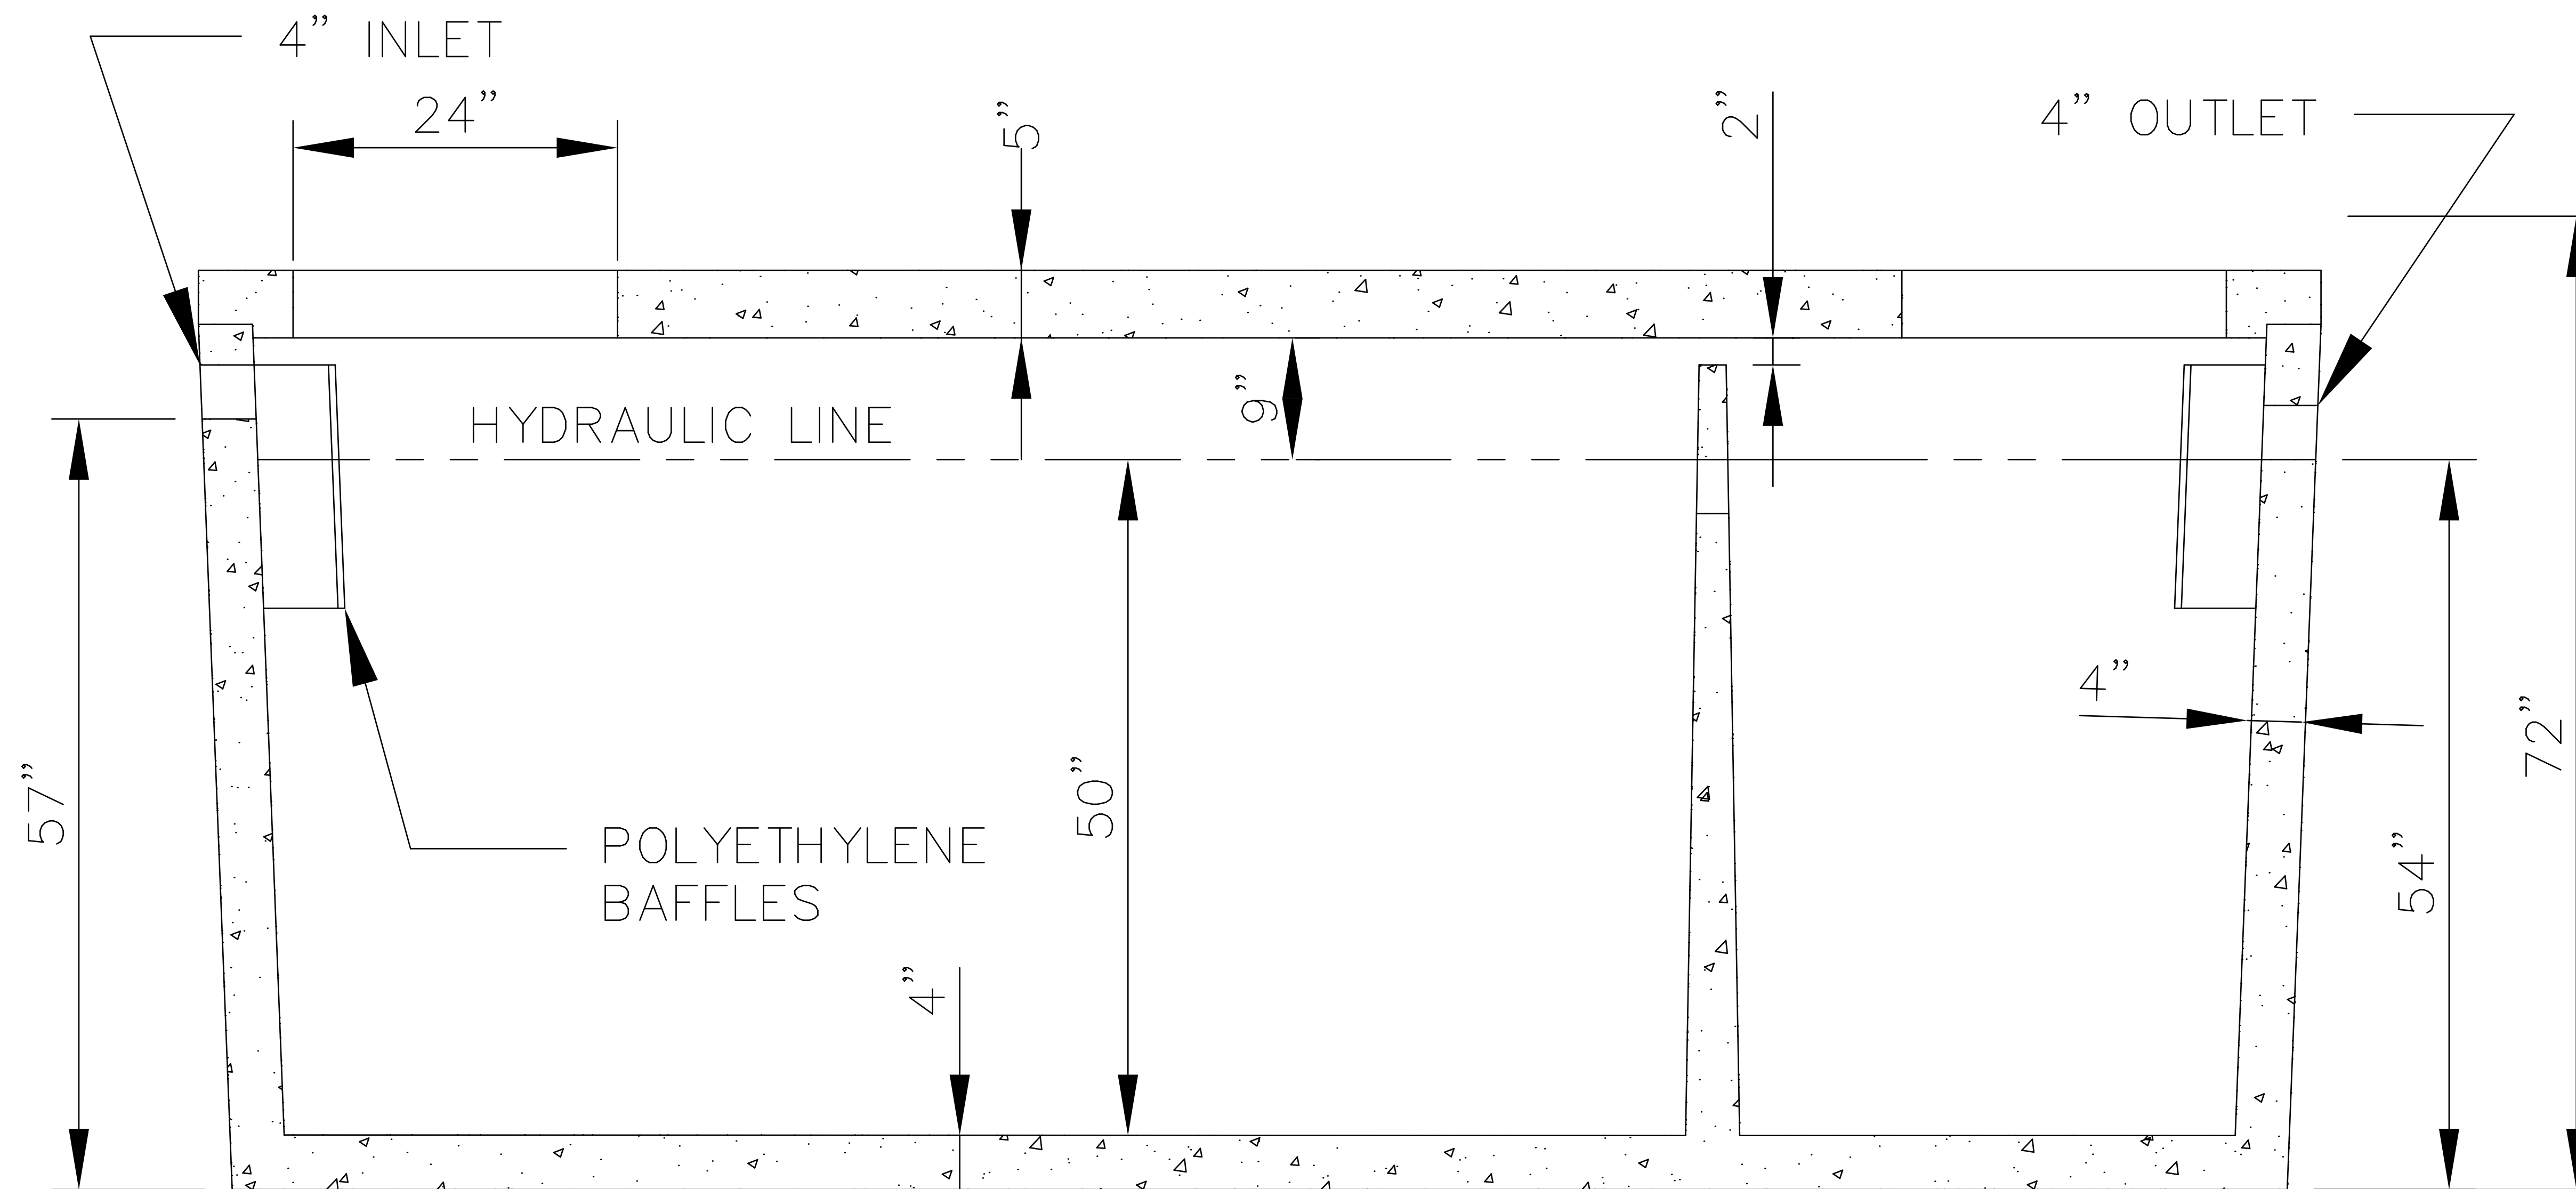 4” INLET
24”
5”
2”
4” OUTLET
9”
HYDRAULIC LINE
4”
72”
57”
50”
POLYETHYLENE
BAFFLES
54”
4”